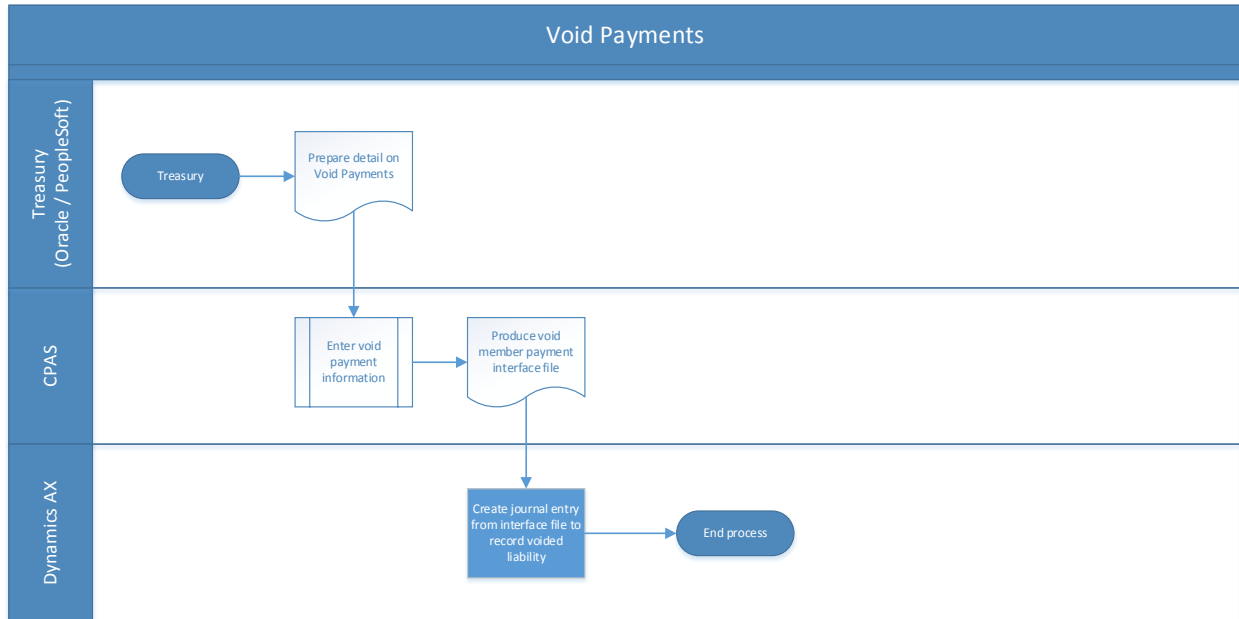 Void Payments
Treasury
(Oracle / PeopleSoft)
Treasury
Prepare detail on
Void Payments
CPAS
Enter void
payment
information
Produce void
member payment
interface file
Dynamics AX
Create journal entry
from interface file to
record voided
liability
End process